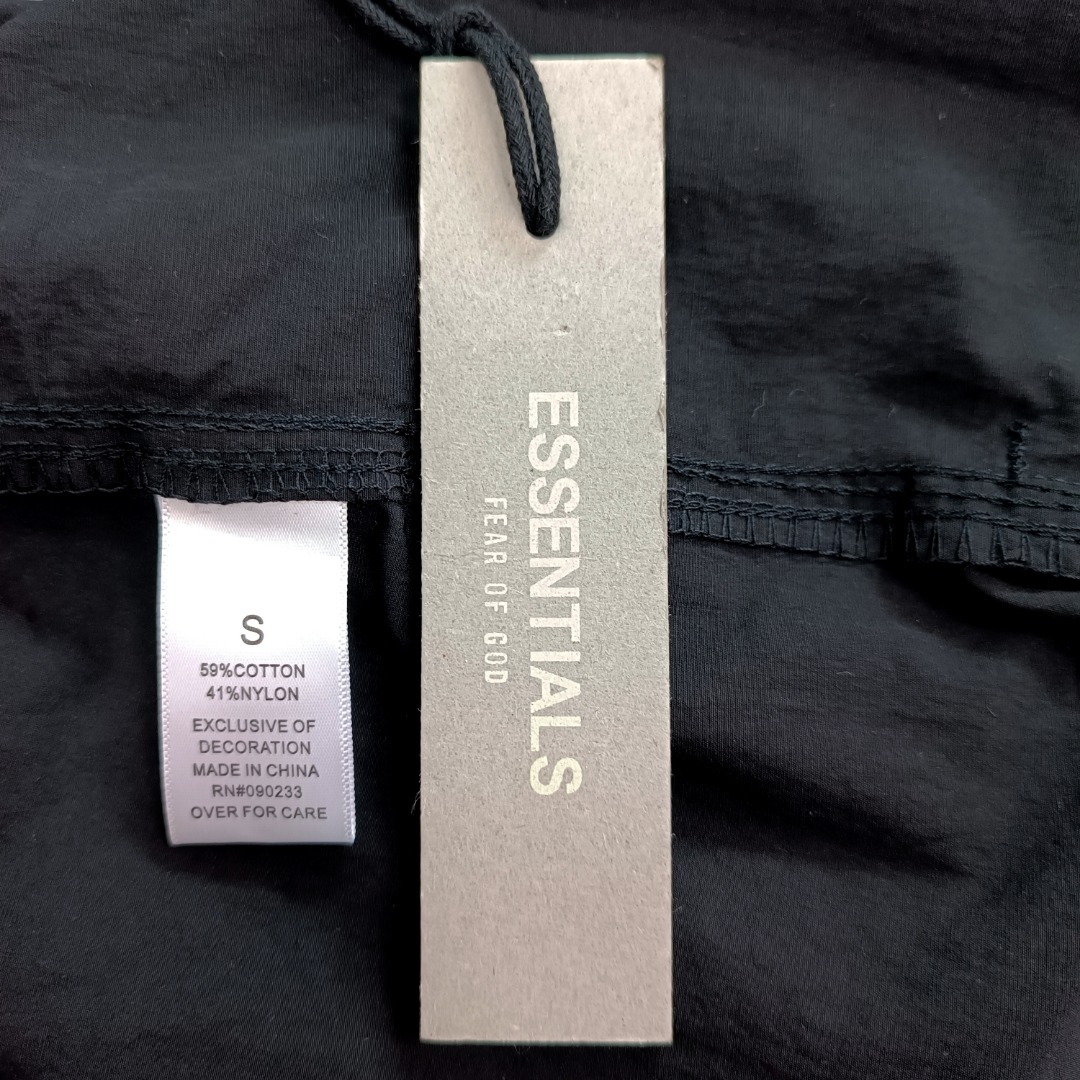 S
59%COTTON
41%NYLON
EXCLUSIVE OF
DECORATION
MADE IN CHINA
RN#090233
OVER FOR CARE
ESSENTIALS
FEAR OF GOD